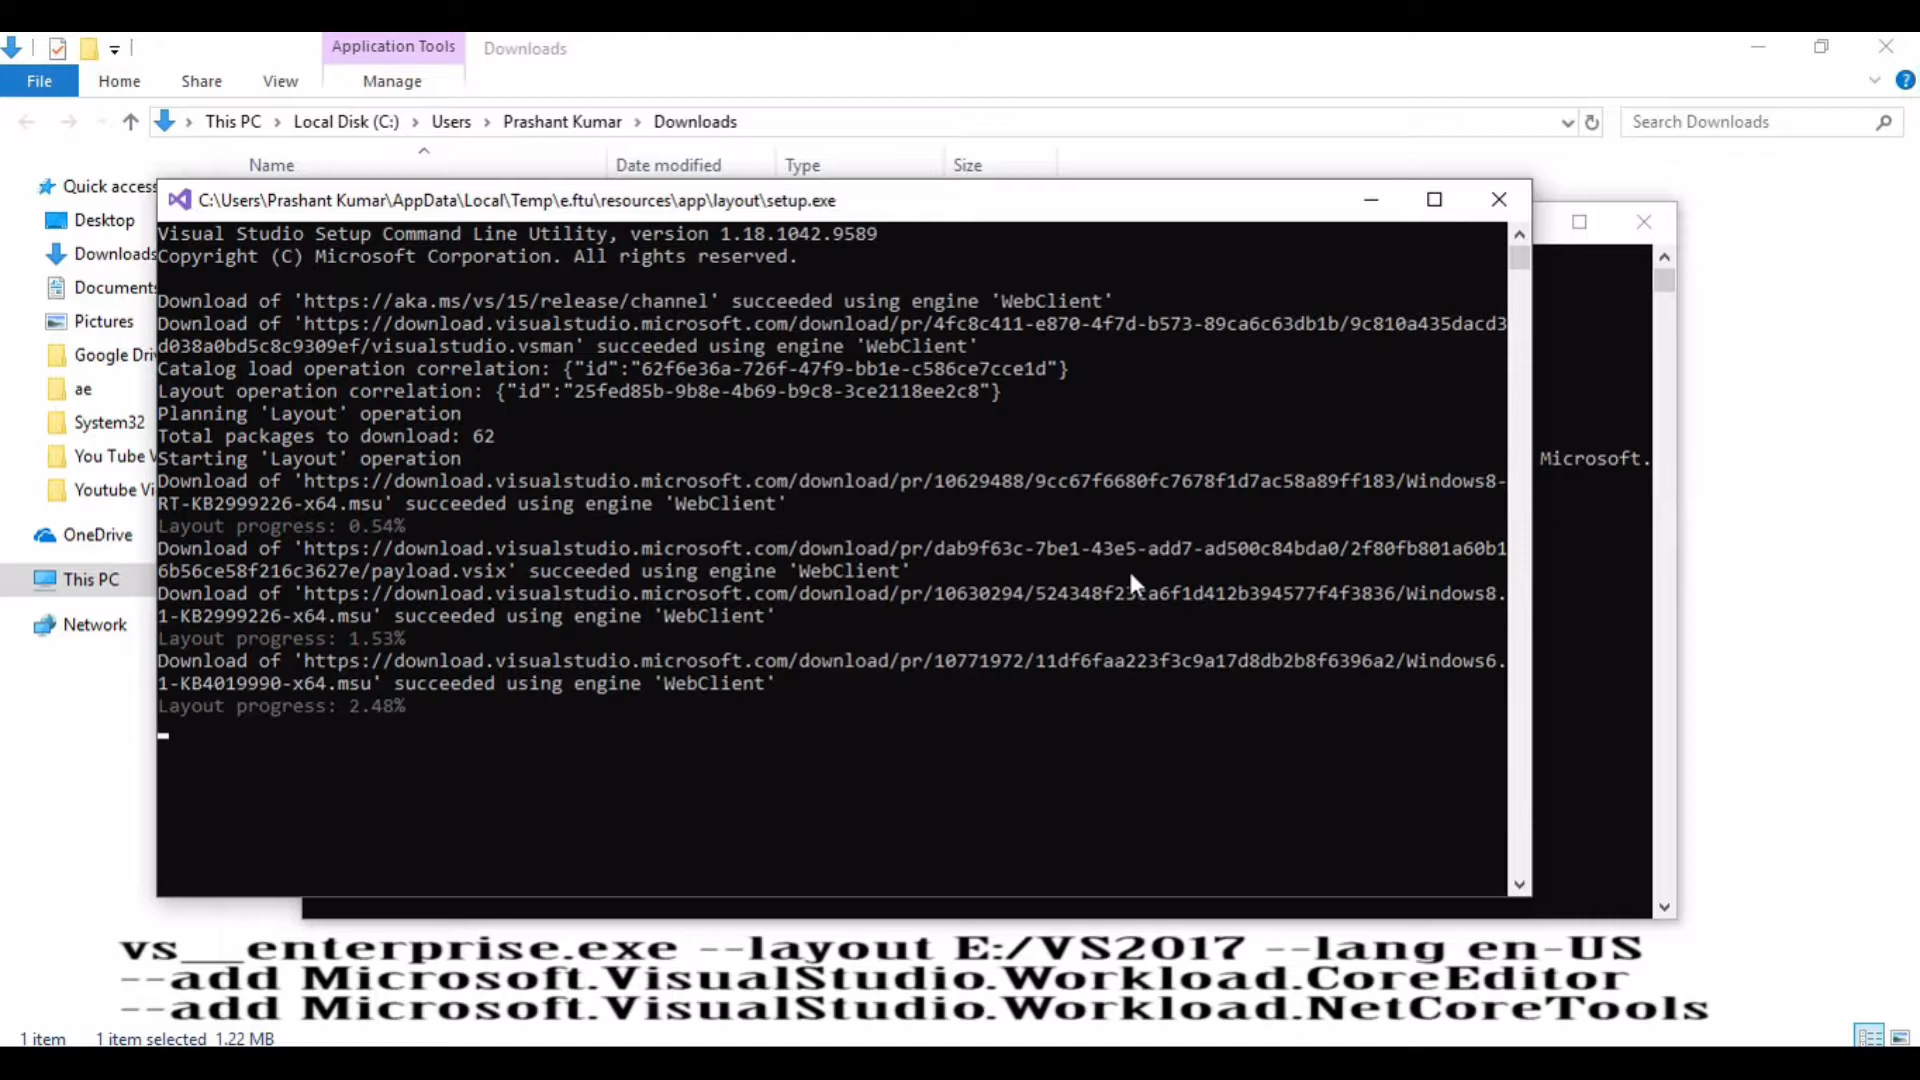 Application Tools
Downloads
File
Home
Share
View
Manage
This PC
Local Disk (C:)
Users
Prashant Kumar
Downloads
Search Downloads
Name
Date modified
Type
Size
Quick access
Desktop
Downloads
Documents
Pictures
Google Dri
ae
System32
You Tube V
Youtube Vi
OneDrive
This PC
Network
C:\Users\Prashant Kumar\AppData\Local\Temp\e.ftu\resources\app\layout\setup.exe
Visual Studio Setup Command Line Utility, version 1.18.1042.9589
Copyright (C) Microsoft Corporation. All rights reserved.
Download of 'https://aka.ms/vs/15/release/channel' succeeded using engine 'WebClient'
Download of 'https://download.visualstudio.microsoft.com/download/pr/4fc8c411-e870-4f7d-b573-89ca6c63db1b/9c810a435dacd3
d038a0bd5c8c9309ef/visualstudio.vsman' succeeded using engine 'WebClient'
Catalog load operation correlation: {"id":"62f6e36a-726f-47f9-bb1e-c586ce7cce1d"}
Layout operation correlation: {"id":"25fed85b-9b8e-4b69-b9c8-3ce2118ee2c8"}
Planning 'Layout' operation
Total packages to download: 62
Starting 'Layout' operation
Download of 'https://download.visualstudio.microsoft.com/download/pr/10629488/9cc67f6680fc7678f1d7ac58a89ff183/Windows8-
RT-KB2999226-x64.msu' succeeded using engine 'WebClient'
Layout progress: 0.54%
Download of 'https://download.visualstudio.microsoft.com/download/pr/dab9f63c-7be1-43e5-add7-ad500c84bda0/2f80fb801a60b1
6b56ce58f216c3627e/payload.vsix' succeeded using engine 'WebClient'
Download of
1-KB2999226-x64.msu' succeeded using engine 'WebClient'
Layout progress: 1.53%
Download of 'https://download.visualstudio.microsoft.com/download/pr/10771972/11df6faa223f3c9a17d8db2b8f6396a2/Windows6.
1-KB4019990-x64.msu' succeeded using engine 'WebClient'
Layout progress: 2.48%
Microsoft.
vs__enterprise.exe --layout E:/VS2017 --lang en-US
--add Microsoft.VisualStudio.Workload.CoreEditor
--add Microsoft.VisualStudio.Workload.NetCoreTools
1 item
1 item selected 1.22 MB